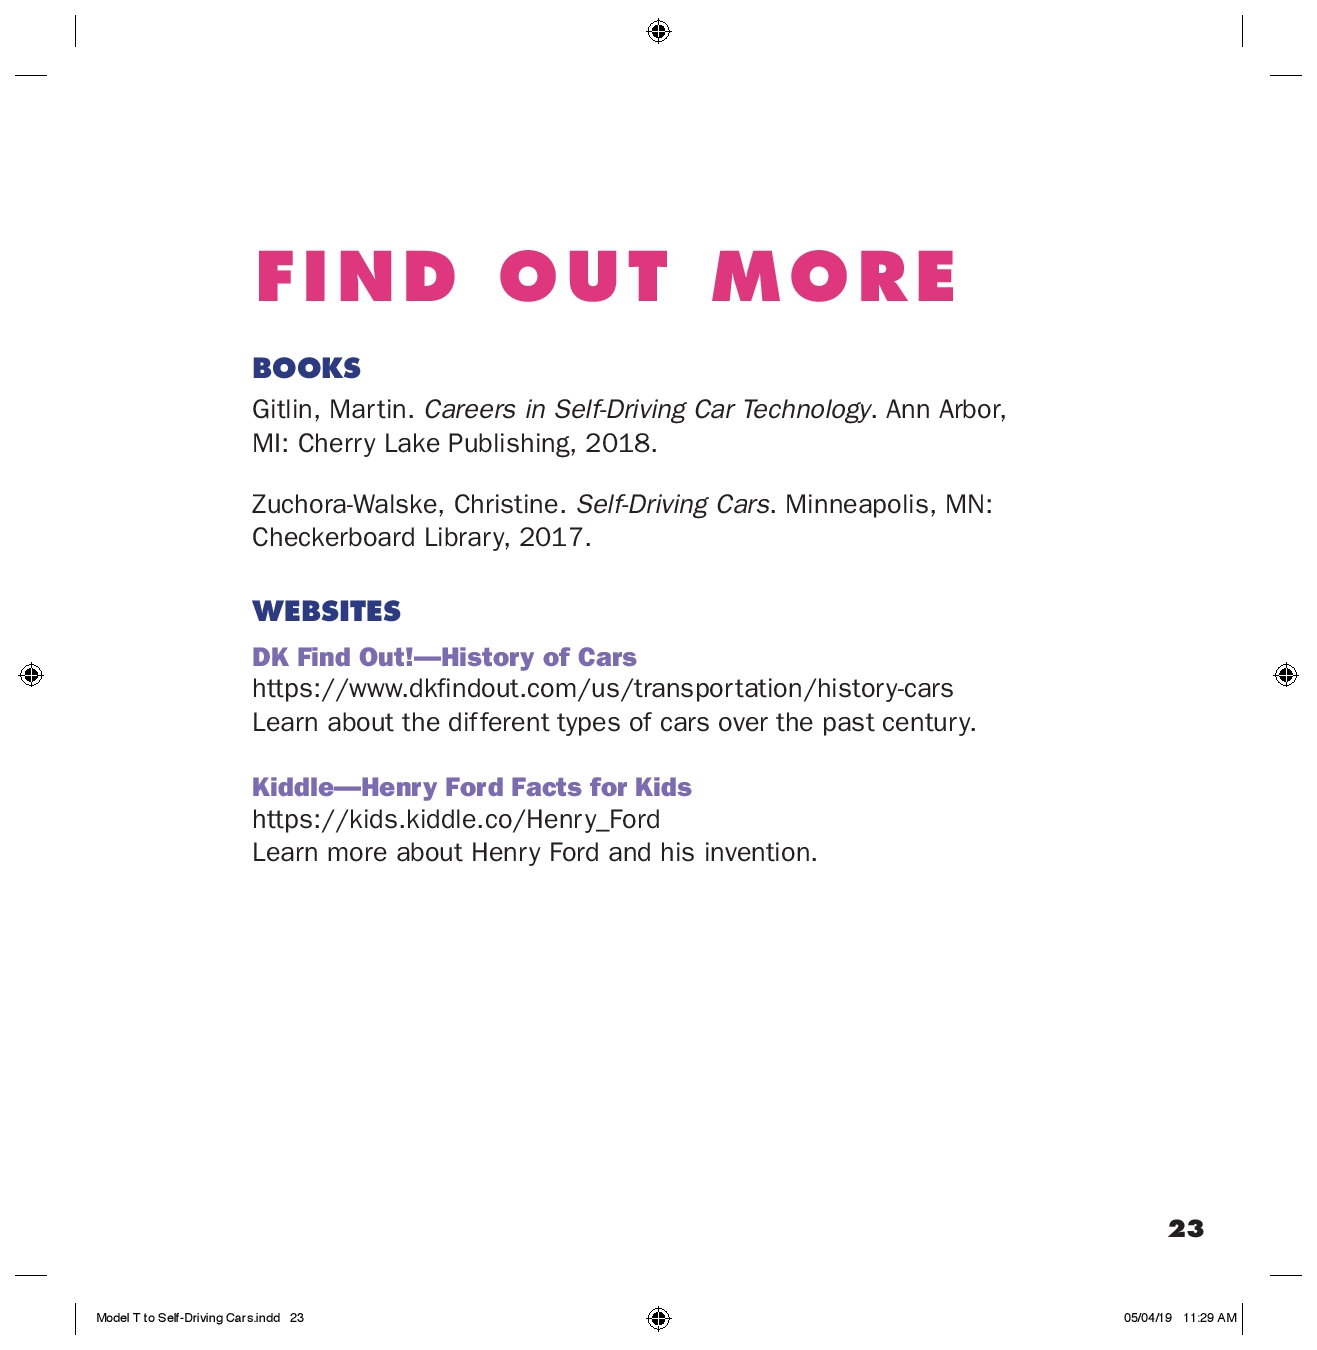 FIND OUT MORE
BOOKS
Gitlin, Martin. Careers in Self-Driving Car Technology. Ann Arbor,
MI: Cherry Lake Publishing, 2018.
Zuchora-Walske, Christine. Self-Driving Cars. Minneapolis, MN:
Checkerboard Library, 2017.
WEBSITES
DK Find Out!—History of Cars
https://www.dkfindout.com/us/transportation/history-cars
Learn about the different types of cars over the past century.
Kiddle—Henry Ford Facts for Kids
https://kids.kiddle.co/Henry_Ford
Learn more about Henry Ford and his invention.
23
Model T to Self-Driving Cars.indd 23
05/04/19 11:29 AM